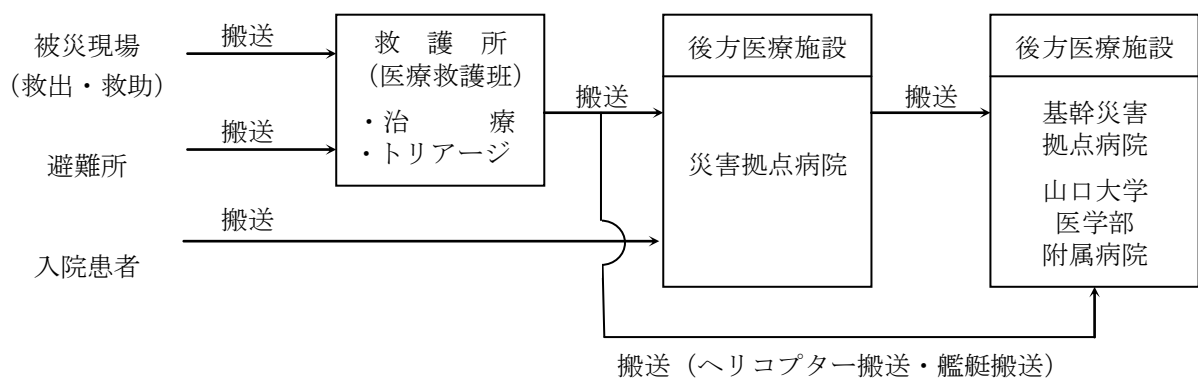 被災現場
(救出・救助)
搬送
避難所
搬送
入院患者
搬送
救　護　所
(医療救護班)
・治　　　療
・トリアージ
搬送
後方医療施設
災害拠点病院
搬送
後方医療施設
基幹災害
拠点病院
山口大学
医学部
附属病院
搬送（ヘリコプター搬送・艦艇搬送）